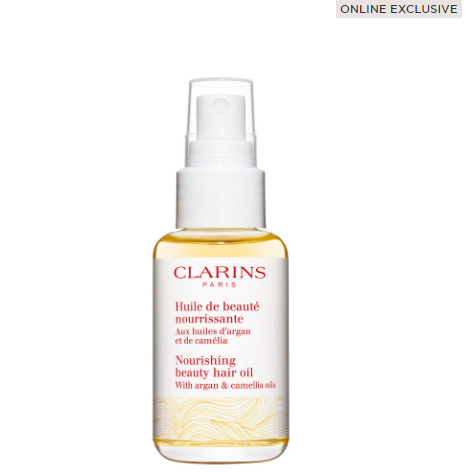 ONLINE EXCLUSIVE
CLARINS
PARIS
Huile de beauté
nourrissante
Aux huiles d'argan
et de camélia
Nourishing
beauty hair oil
With argan & camellia oils